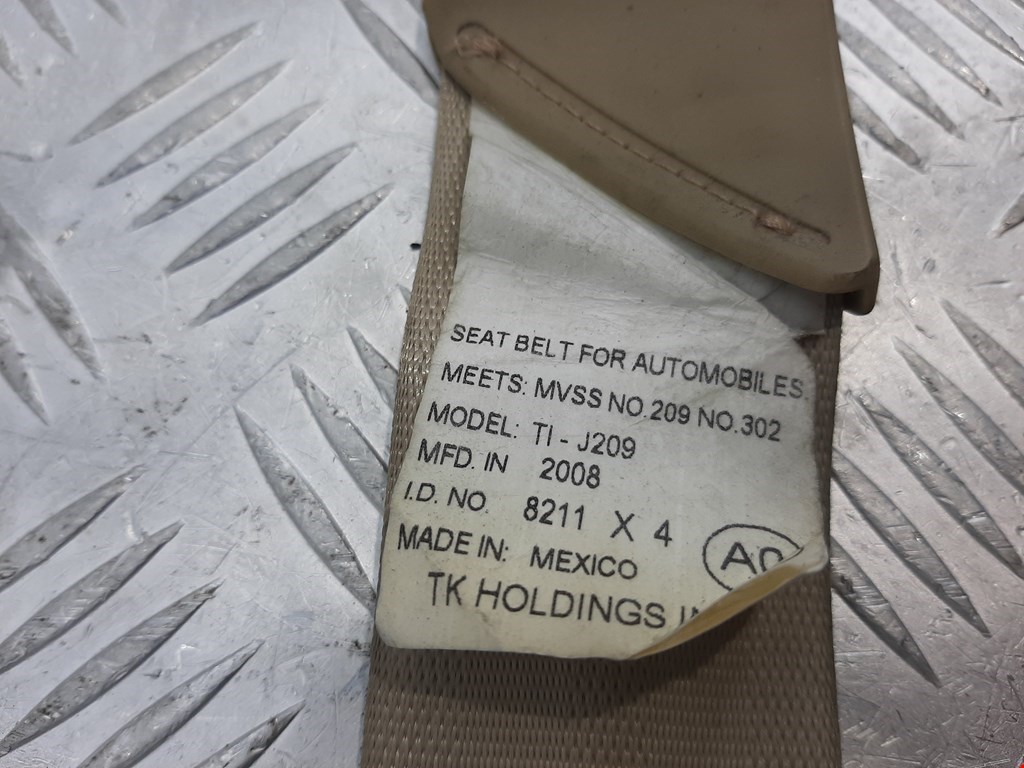 SEAT BELT FOR AUTOMOBILES.
MEETS: MVSS NO.209 NO.302
MODEL: TI - J209
MFD. IN 2008
I.D. NO. 8211 X 4
MADE IN: MEXICO
TK HOLDINGS